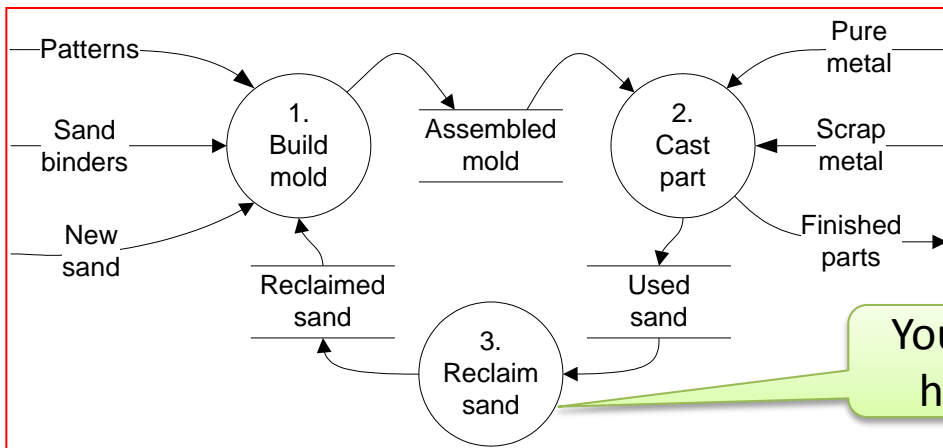 Patterns
Sand
binders
New
sand
1.
Build
mold
Assembled
mold
2.
Cast
part
Pure
metal
Scrap
metal
Finished
parts
Reclaimed
sand
3.
Reclaim
sand
Used
sand
You
h